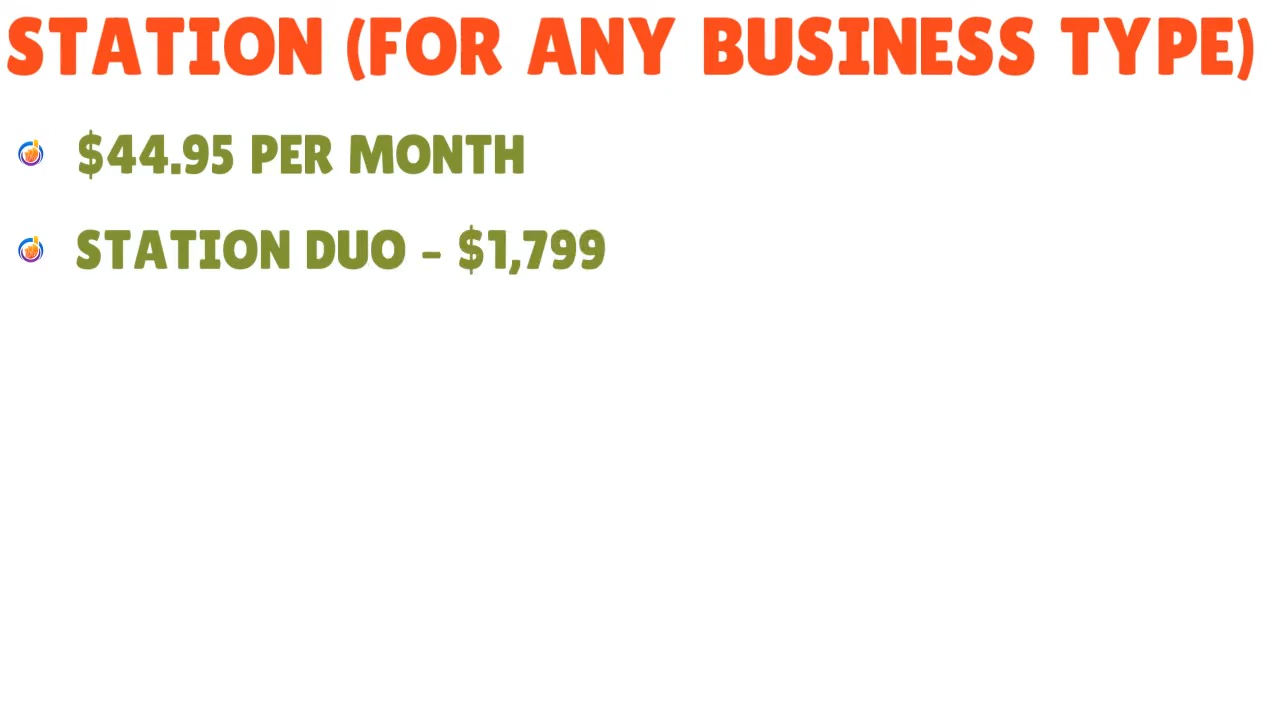 STATION (FOR ANY BUSINESS TYPE)
$44.95 PER MONTH
STATION DUO – $1,799